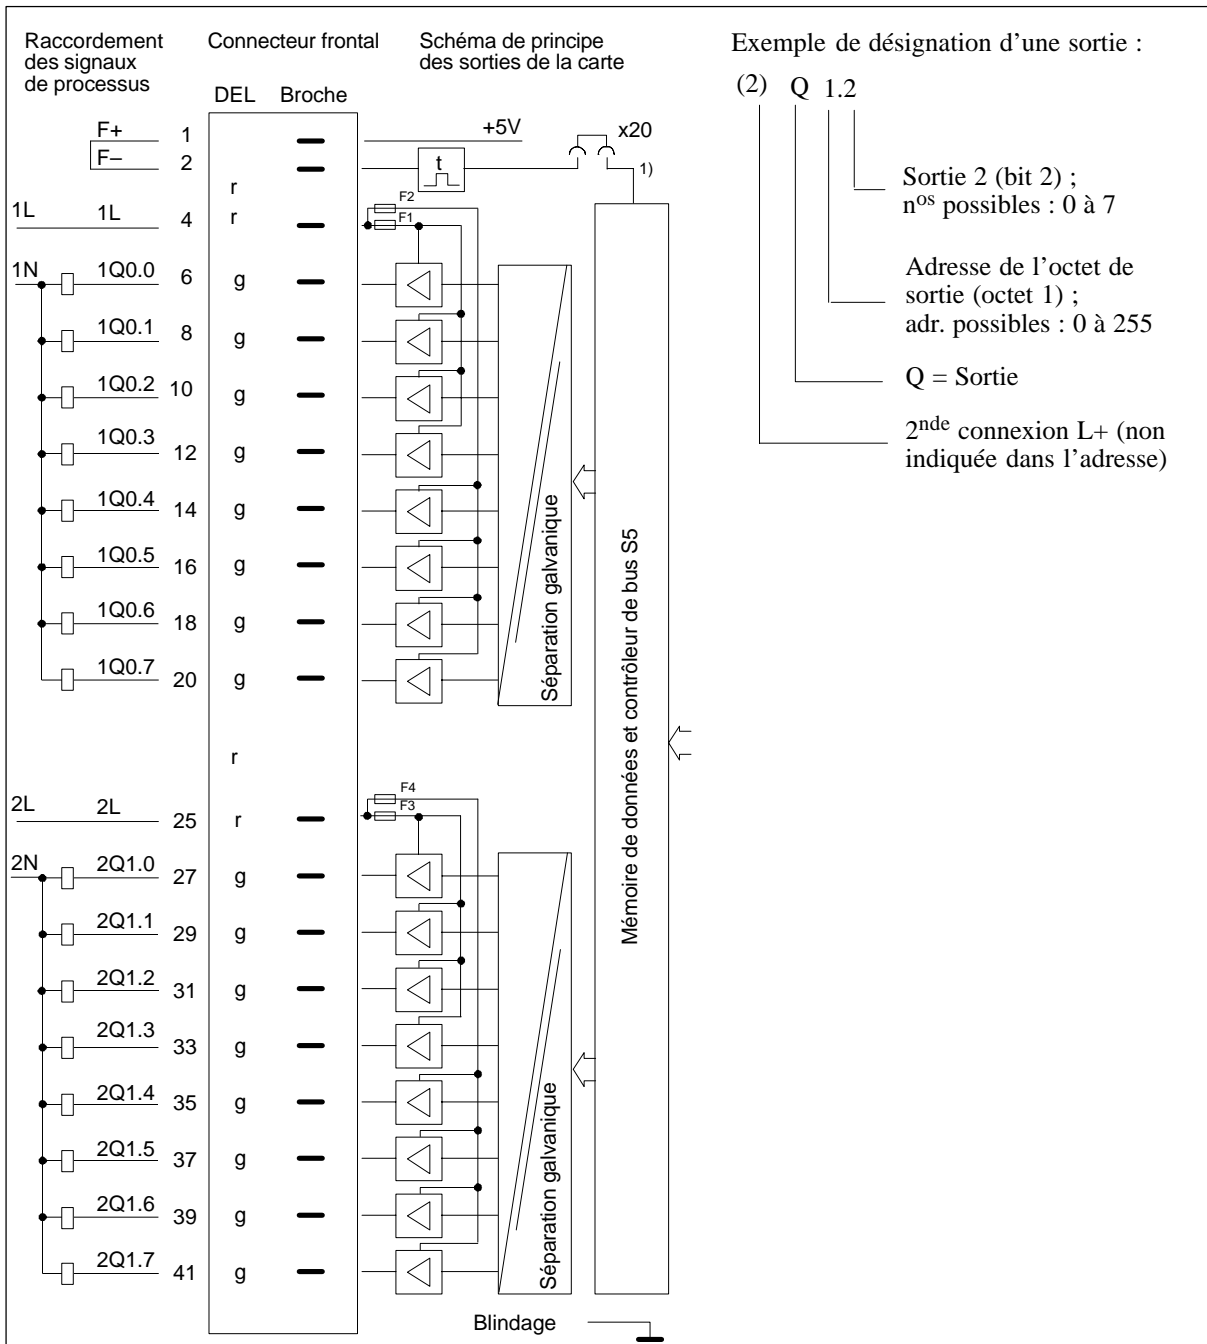 Raccordement
des signaux
de processus
Connecteur frontal
Schéma de principe
des sorties de la carte
DEL Broche
F+ 1 +5V x20
F– 2 t 1)
r
F2
1L 1L 4 r F1
1N 1Q0.0 6 g
1Q0.1 8 g
1Q0.2 10 g
1Q0.3 12 g
1Q0.4 14 g
1Q0.5 16 g
1Q0.6 18 g
1Q0.7 20 g
Séparation galvanique
Mémoire de données et contrôleur de bus S5
r
F4
2L 2L 25 r F3
2N 2Q1.0 27 g
2Q1.1 29 g
2Q1.2 31 g
2Q1.3 33 g
2Q1.4 35 g
2Q1.5 37 g
2Q1.6 39 g
2Q1.7 41 g
Séparation galvanique
Blindage
Exemple de désignation d’une sortie :
(2) Q 1.2
Sortie 2 (bit 2) ;
nos possibles : 0 à 7
Adresse de l’octet de
sortie (octet 1) ;
adr. possibles : 0 à 255
Q = Sortie
2nde connexion L+ (non
indiquée dans l’adresse)